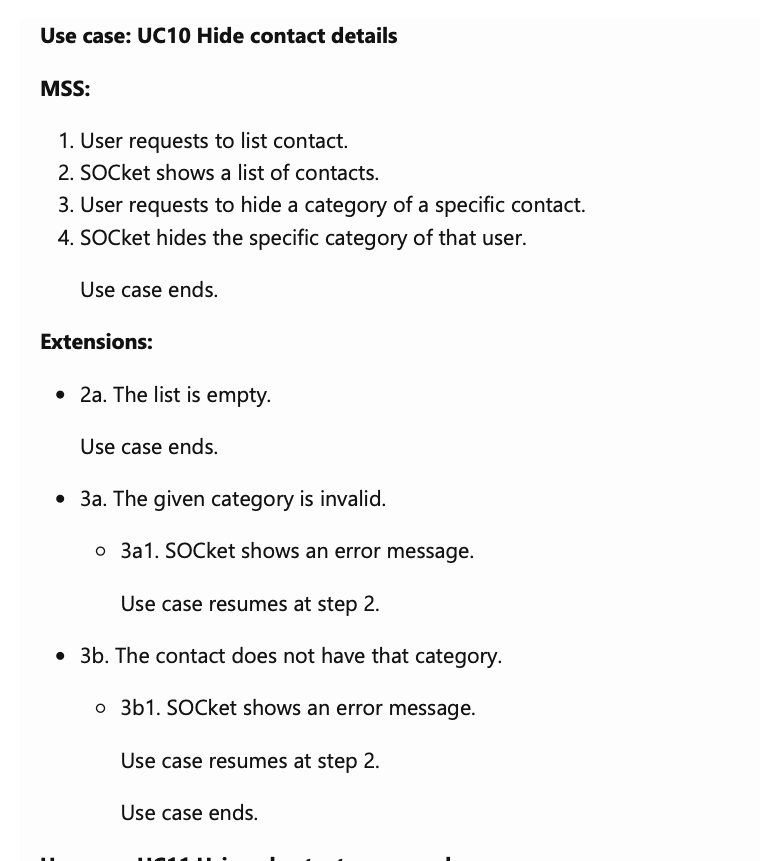 Use case: UC10 Hide contact details
MSS:
1. User requests to list contact.
2. SOCket shows a list of contacts.
3. User requests to hide a category of a specific contact.
4. SOCket hides the specific category of that user.
Use case ends.
Extensions:
• 2a. The list is empty.
Use case ends.
• 3a. The given category is invalid.
○ 3a1. SOCket shows an error message.
Use case resumes at step 2.
• 3b. The contact does not have that category.
○ 3b1. SOCket shows an error message.
Use case resumes at step 2.
Use case ends.